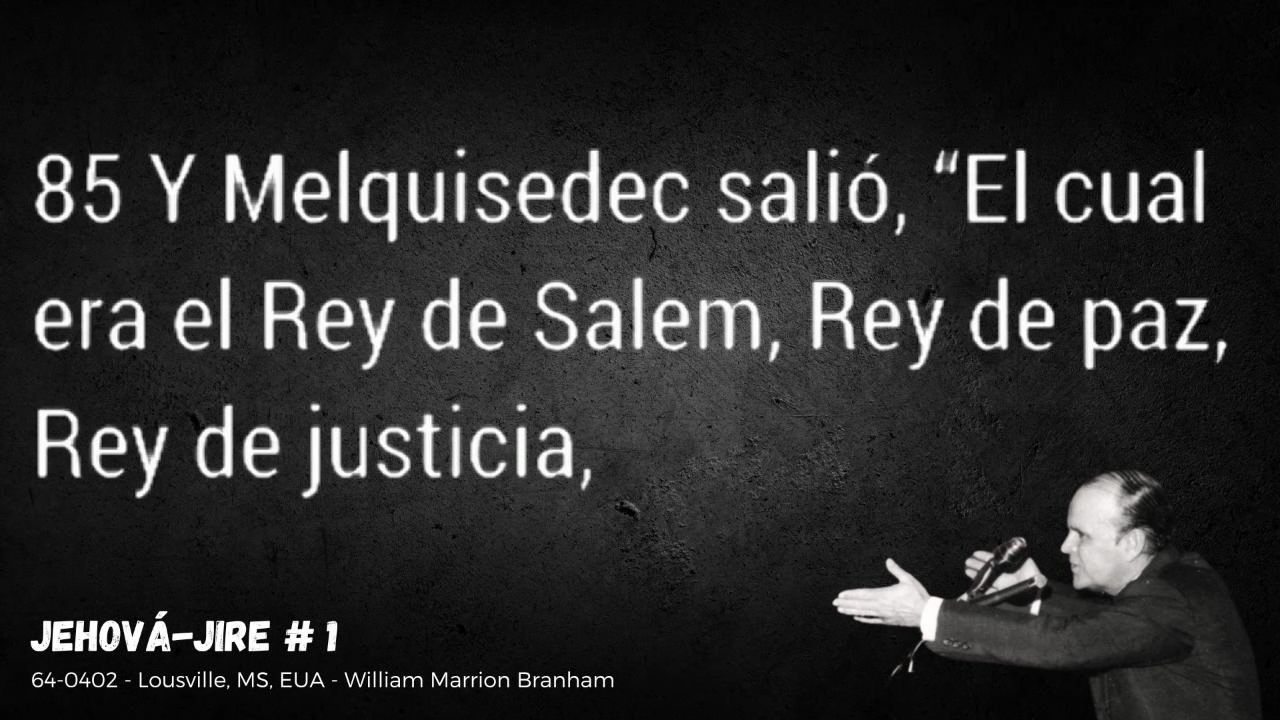 85 Y Melquisedec salió, “El cual
era el Rey de Salem, Rey de paz,
Rey de justicia,
JEHOVÁ-JIRE # 1
64-0402 - Lousville, MS, EUA - William Marrion Branham